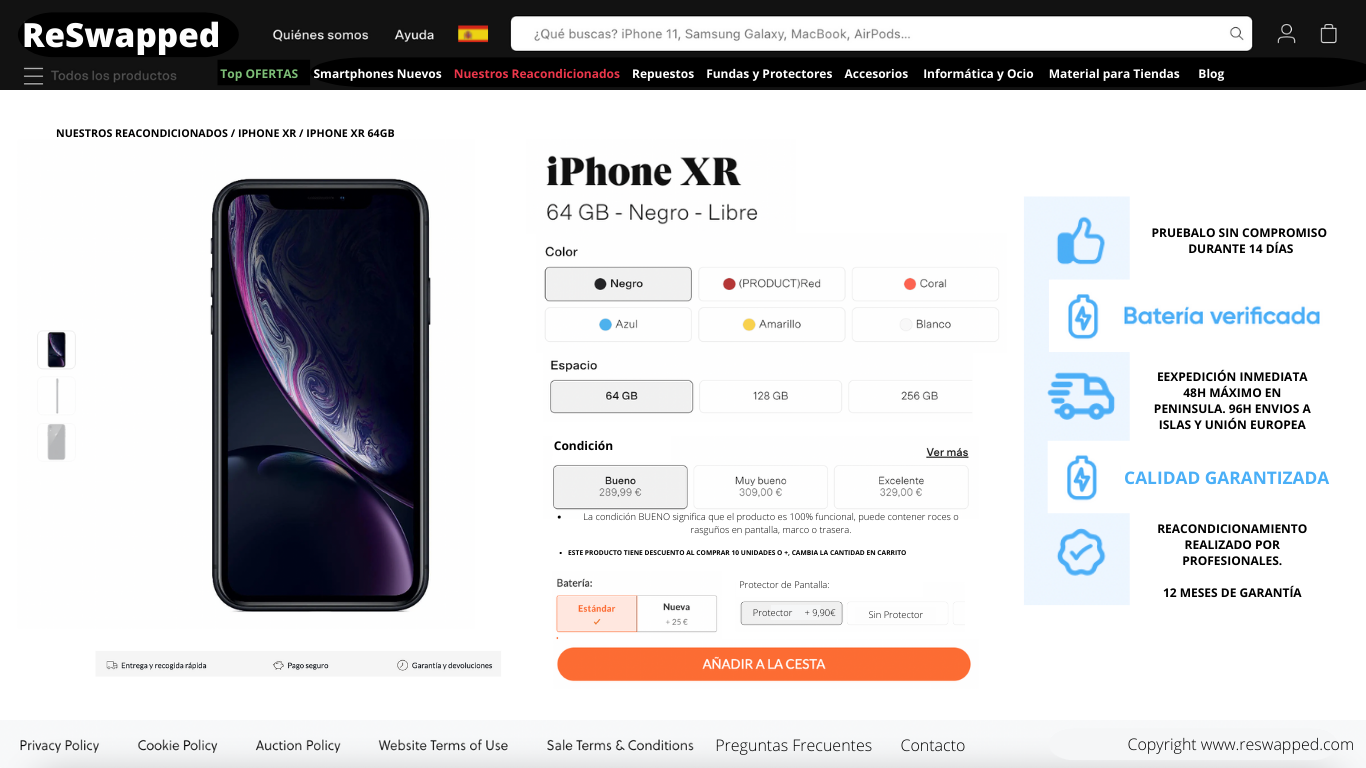 ReSwapped
Quiénes somos
Ayuda
¿Qué buscas? iPhone 11, Samsung Galaxy, MacBook, AirPods...
Todos los productos
Top OFERTAS
Smartphones Nuevos
Nuestros Reacondicionados
Repuestos
Fundas y Protectores
Accesorios
Informática y Ocio
Material para Tiendas
Blog
NUESTROS REACONDICIONADOS / IPHONE XR / IPHONE XR 64GB
iPhone XR
64 GB - Negro - Libre
Color
Negro
(PRODUCT)Red
Coral
Azul
Amarillo
Blanco
Espacio
64 GB
128 GB
256 GB
Condición
Ver más
Bueno
289,99 €
Muy bueno
309,00 €
Excelente
329,00 €
• La condición BUENO significa que el producto es 100% funcional, puede contener roces o
rasguños en pantalla, marco o trasera.
• ESTE PRODUCTO TIENE DESCUENTO AL COMPRAR 10 UNIDADES O +, CAMBIA LA CANTIDAD EN CARRITO
Batería:
Estándar
✓
Nueva
+ 25 €
Protector de Pantalla:
Protector + 9,90€
Sin Protector
AÑADIR A LA CESTA
Entrega y recogida rápida
Pago seguro
Garantía y devoluciones
PRUEBALO SIN COMPROMISO
DURANTE 14 DÍAS
Batería verificada
EEXPEDICIÓN INMEDIATA
48H MÁXIMO EN
PENINSULA. 96H ENVIOS A
ISLAS Y UNIÓN EUROPEA
CALIDAD GARANTIZADA
REACONDICIONAMIENTO
REALIZADO POR
PROFESIONALES.
12 MESES DE GARANTÍA
Privacy Policy
Cookie Policy
Auction Policy
Website Terms of Use
Sale Terms & Conditions
Preguntas Frecuentes
Contacto
Copyright www.reswapped.com